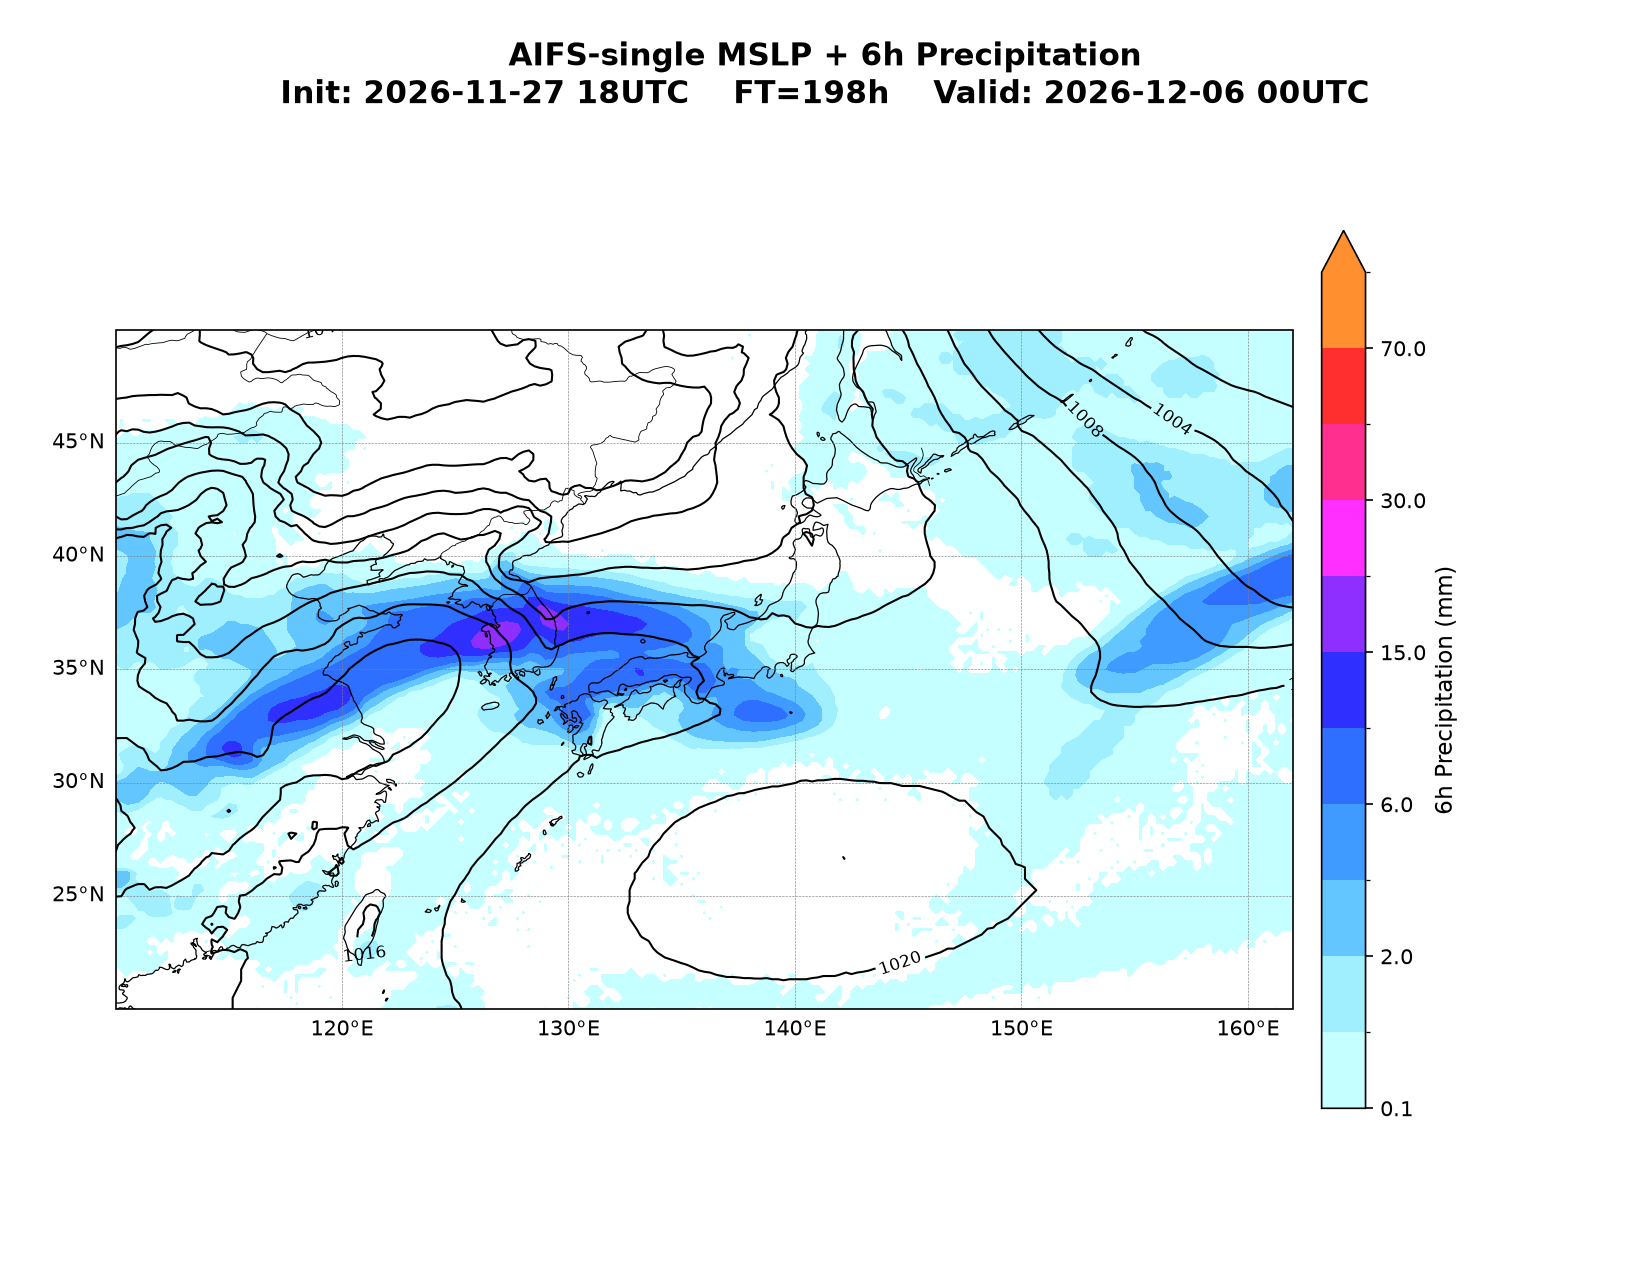 AIFS-single MSLP + 6h Precipitation
Init: 2026-11-27 18UTC    FT=198h    Valid: 2026-12-06 00UTC
70.0
30.0
15.0
6.0
2.0
0.1
6h Precipitation (mm)
45°N
40°N
35°N
30°N
25°N
1008
1004
1016
1020
120°E
130°E
140°E
150°E
160°E